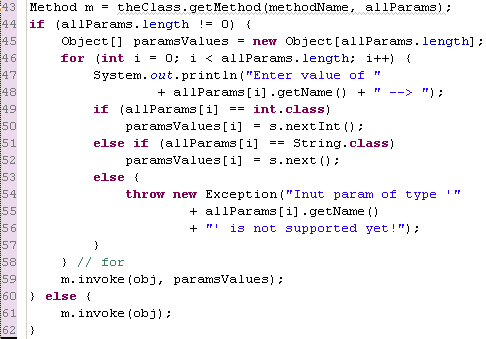 43 Method m = theClass.getMethod(methodName, allParams);
44 if (allParams.length != 0) {
45     Object[] paramsValues = new Object[allParams.length];
46     for (int i = 0; i < allParams.length; i++) {
47         System.out.println("Enter value of "
48                 + allParams[i].getName() + " --> ");
49         if (allParams[i] == int.class)
50             paramsValues[i] = s.nextInt();
51         else if (allParams[i] == String.class)
52             paramsValues[i] = s.next();
53         else {
54             throw new Exception("Inut param of type '"
55                     + allParams[i].getName()
56                     + "' is not supported yet!");
57         }
58     } // for
59     m.invoke(obj, paramsValues);
60 } else {
61     m.invoke(obj);
62 }